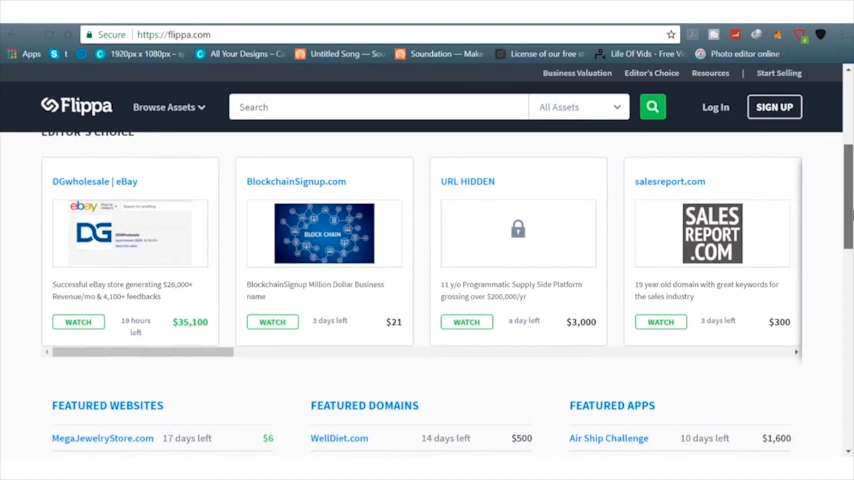 Secure https://flippa.com
Apps
1920px x 1080px – s
All Your Designes – Ca
Untitled Song — Sou
Soundation — Make
License of our free s
Life Of Vids – Free V
Photo editor online
Business Valuation Editor's Choice Resources | Start Selling
Flippa Browse Assets Search All Assets Log In SIGN UP
EDITOR'S CHOICE
DGwholesale | eBay
ebay
DG
Successful eBay store generating $26,000+
Revenue/mo & 4,100+ feedbacks
WATCH 19 hours left $35,100
BlockchainSignup.com
BLOCK CHAIN
BlockchainSignup Million Dollar Business
name
WATCH 3 days left $21
URL HIDDEN
11 y/o Programmatic Supply Side Platform
grossing over $200,000/yr
WATCH a day left $3,000
salesreport.com
SALES
REPORT
.COM
19 year old domain with great keywords for
the sales industry
WATCH 3 days left $300
FEATURED WEBSITES
MegaJewelryStore.com 17 days left $6
FEATURED DOMAINS
WellDiet.com 14 days left $500
FEATURED APPS
Air Ship Challenge 10 days left $1,600